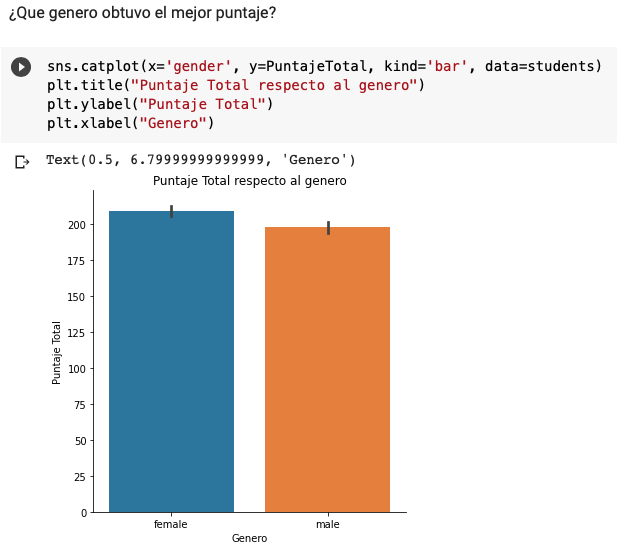 ¿Que genero obtuvo el mejor puntaje?
sns.catplot(x='gender', y=PuntajeTotal, kind='bar', data=students)
plt.title("Puntaje Total respecto al genero")
plt.ylabel("Puntaje Total")
plt.xlabel("Genero")
Text(0.5, 6.79999999999999, 'Genero')
Puntaje Total respecto al genero
200
175
150
125
100
75
50
25
0
Puntaje Total
female male
Genero